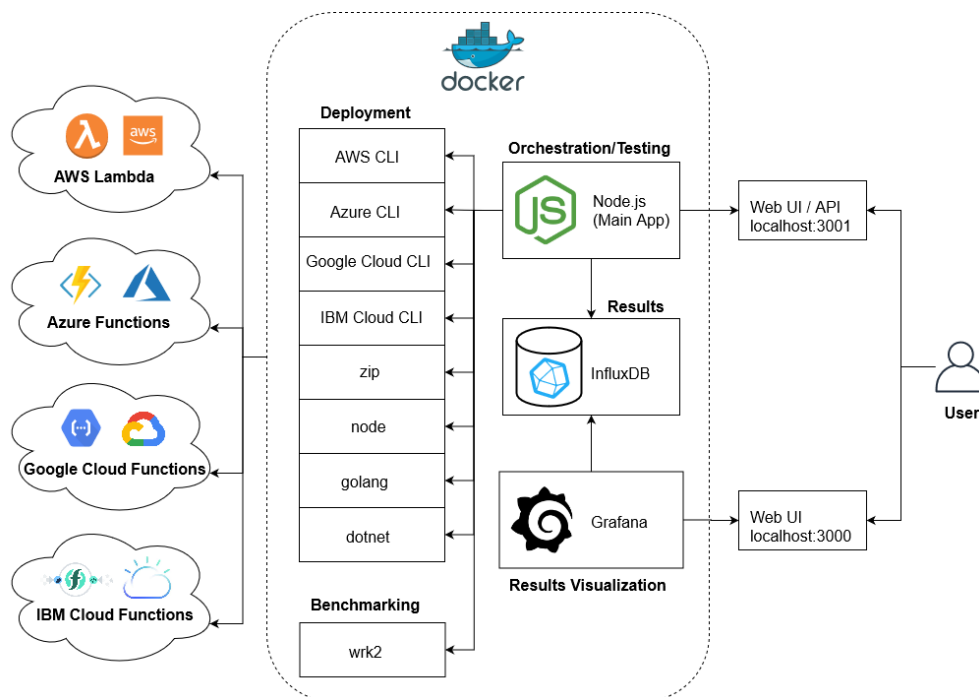 docker
aws
AWS Lambda
Azure Functions
Google Cloud Functions
IBM Cloud Functions
Deployment
AWS CLI
Azure CLI
Google Cloud CLI
IBM Cloud CLI
zip
node
golang
dotnet
Benchmarking
wrk2
Orchestration/Testing
JS
Node.js
(Main App)
Results
InfluxDB
Grafana
Results Visualization
Web UI / API
localhost:3001
Web UI
localhost:3000
User